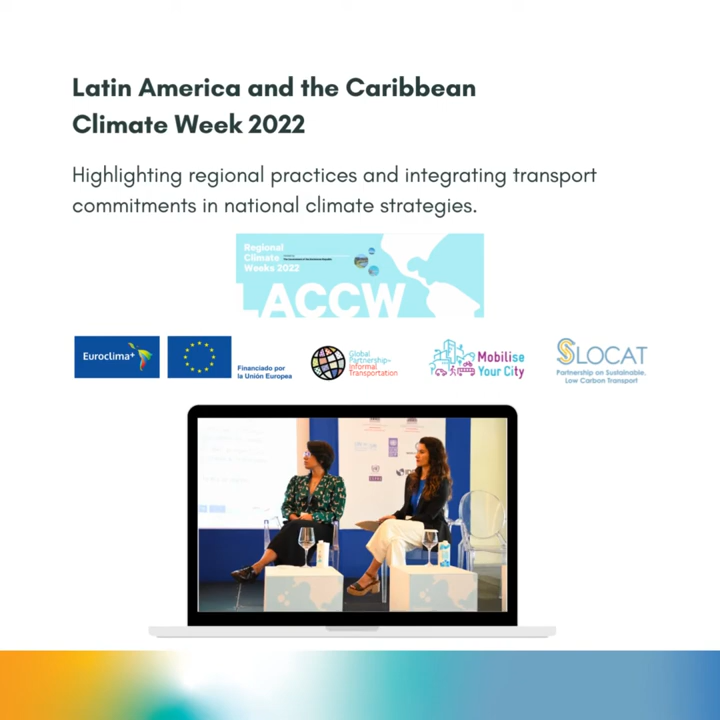 Latin America and the Caribbean
Climate Week 2022
Highlighting regional practices and integrating transport
commitments in national climate strategies.
Regional
Climate
Weeks 2022
LACCW
Euroclima+
Financiado por
la Unión Europea
Global
Partnership
Informal
Transportation
Mobilise
Your City
SLOCAT
Partnership on Sustainable,
Low Carbon Transport